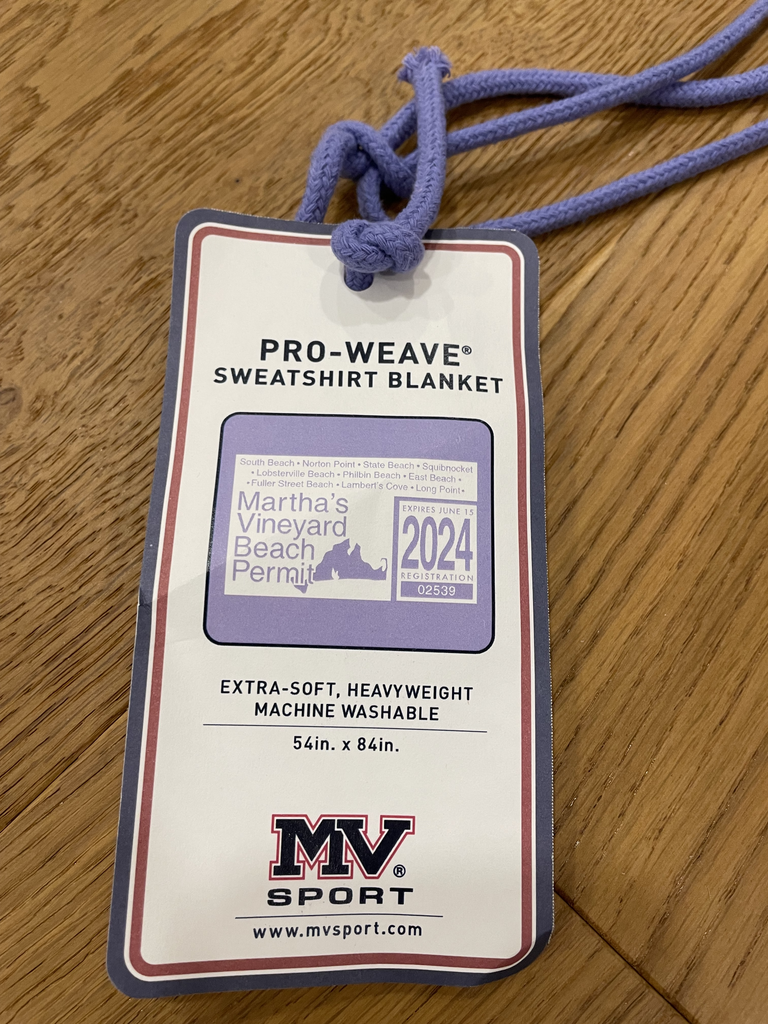 PRO-WEAVE®
SWEATSHIRT BLANKET
South Beach • Norton Point • State Beach • Squibnocket
• Lobsterville Beach • Philbin Beach • East Beach •
• Fuller Street Beach • Lambert's Cove • Long Point •
Martha's
Vineyard
Beach
Permit
EXPIRES JUNE 15
2024
REGISTRATION
02539
EXTRA-SOFT, HEAVYWEIGHT
MACHINE WASHABLE
54in. x 84in.
MV®
SPORT
www.mvsport.com